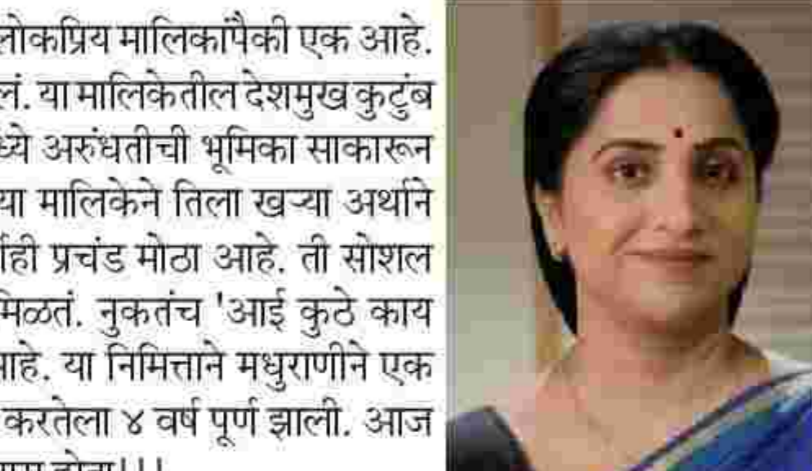 लोकप्रिय मालिकांपैकी एक आहे.
लं. या मालिकेतील देशमुख कुटुंब
ध्ये अरुंधतीची भूमिका साकारून
या मालिकेने तिला खऱ्या अर्थाने
ही प्रचंड मोठा आहे. ती सोशल
मिळतं. नुकतंच 'आई कुठे काय
आहे. या निमित्ताने मधुराणीने एक
करतेला ४ वर्ष पूर्ण झाली. आज